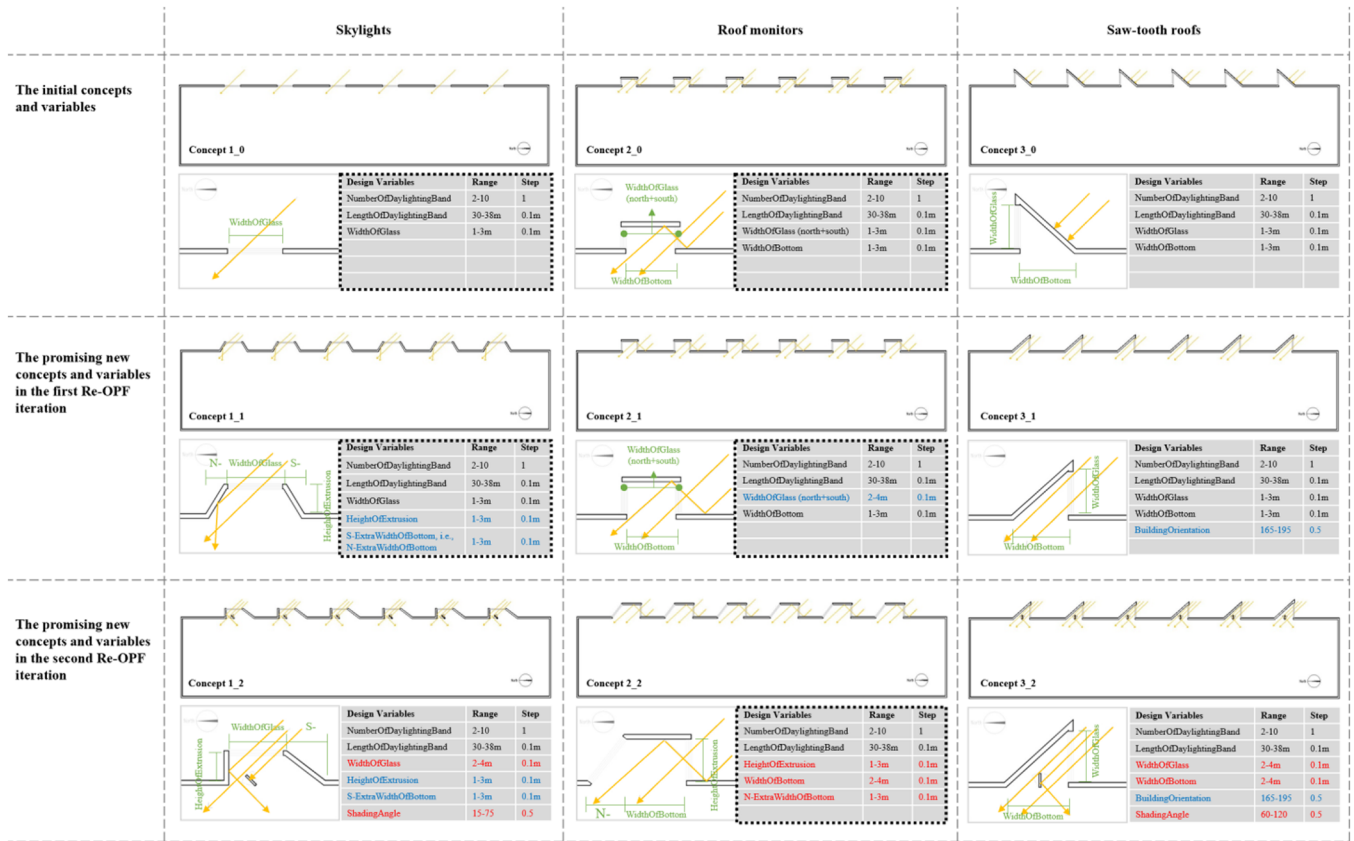 Skylights
Roof monitors
Saw-tooth roofs
The initial concepts
and variables
Concept 1_0
WidthOfGlass
Design Variables Range Step
NumberOfDaylightingBand 2-10 1
LengthOfDaylightingBand 30-38m 0.1m
WidthOfGlass 1-3m 0.1m
Concept 2_0
WidthOfGlass
(north+south)
WidthOfBottom
Design Variables Range Step
NumberOfDaylightingBand 2-10 1
LengthOfDaylightingBand 30-38m 0.1m
WidthOfGlass (north+south) 1-3m 0.1m
WidthOfBottom 1-3m 0.1m
Concept 3_0
WidthOfGlass
WidthOfBottom
Design Variables Range Step
NumberOfDaylightingBand 2-10 1
LengthOfDaylightingBand 30-38m 0.1m
WidthOfGlass 1-3m 0.1m
WidthOfBottom 1-3m 0.1m
The promising new
concepts and variables
in the first Re-OPF
iteration
Concept 1_1
N- WidthOfGlass S-
HeightOfExtrusion
Design Variables Range Step
NumberOfDaylightingBand 2-10 1
LengthOfDaylightingBand 30-38m 0.1m
WidthOfGlass 1-3m 0.1m
HeightOfExtrusion 1-3m 0.1m
S-ExtraWidthOfBottom, i.e.,
N-ExtraWidthOfBottom 1-3m 0.1m
Concept 2_1
WidthOfGlass
(north+south)
WidthOfBottom
Design Variables Range Step
NumberOfDaylightingBand 2-10 1
LengthOfDaylightingBand 30-38m 0.1m
WidthOfGlass (north+south) 2-4m 0.1m
WidthOfBottom 1-3m 0.1m
Concept 3_1
WidthOfGlass
WidthOfBottom
Design Variables Range Step
NumberOfDaylightingBand 2-10 1
LengthOfDaylightingBand 30-38m 0.1m
WidthOfGlass 1-3m 0.1m
WidthOfBottom 1-3m 0.1m
BuildingOrientation 165-195 0.5
The promising new
concepts and variables
in the second Re-OPF
iteration
Concept 1_2
WidthOfGlass S-
HeightOfExtrusion
Design Variables Range Step
NumberOfDaylightingBand 2-10 1
LengthOfDaylightingBand 30-38m 0.1m
WidthOfGlass 2-4m 0.1m
HeightOfExtrusion 1-3m 0.1m
S-ExtraWidthOfBottom 1-3m 0.1m
ShadingAngle 15-75 0.5
Concept 2_2
HeightOfExtrusion
N- WidthOfBottom
Design Variables Range Step
NumberOfDaylightingBand 2-10 1
LengthOfDaylightingBand 30-38m 0.1m
HeightOfExtrusion 1-3m 0.1m
WidthOfBottom 2-4m 0.1m
N-ExtraWidthOfBottom 1-3m 0.1m
Concept 3_2
WidthOfGlass
WidthOfBottom
Design Variables Range Step
NumberOfDaylightingBand 2-10 1
LengthOfDaylightingBand 30-38m 0.1m
WidthOfGlass 2-4m 0.1m
WidthOfBottom 2-4m 0.1m
BuildingOrientation 165-195 0.5
ShadingAngle 60-120 0.5